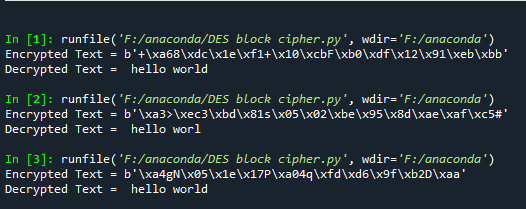 In [1]: runfile('F:/anaconda/DES block cipher.py', wdir='F:/anaconda')
Encrypted Text = b'+\xa68\xdc\x1e\xf1+\x10\xcbF\xb0\xdf\x12\x91\xeb\xbb'
Decrypted Text =  hello world
In [2]: runfile('F:/anaconda/DES block cipher.py', wdir='F:/anaconda')
Encrypted Text = b'\xa3>\xec3\xbd\x81s\x05\x02\xbe\x95\x8d\xae\xaf\xc5#'
Decrypted Text =  hello worl
In [3]: runfile('F:/anaconda/DES block cipher.py', wdir='F:/anaconda')
Encrypted Text = b'\xa4gN\x05\x1e\x17P\xa04q\xfd\xd6\x9f\xb2D\xaa'
Decrypted Text =  hello world